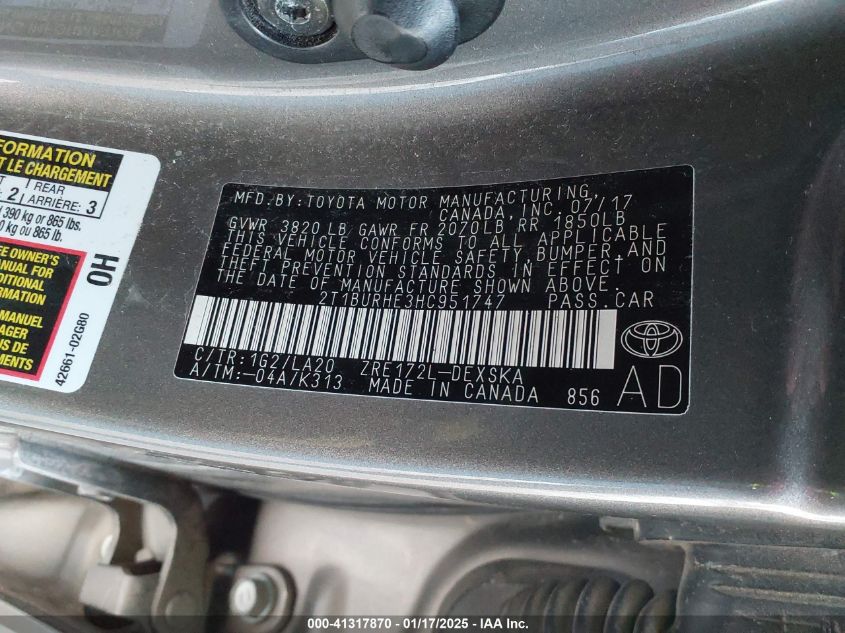 FORMATION
T LE CHARGEMENT
2 REAR
ARRIÈRE: 3
390 kg or 865 lbs.
kg ou 865 lb.
OWNER'S
MANUAL FOR
DITIONAL
FORMATION
MANUEL
AGER
42661-02G80
OH
MFD. BY: TOYOTA MOTOR MANUFACTURING,
CANADA, INC. 07/17
GVWR 3820 LB GAWR FR 2070LB RR 1850LB
THIS VEHICLE CONFORMS TO ALL APPLICABLE
FEDERAL MOTOR VEHICLE SAFETY, BUMPER, AND
THEFT PREVENTION STANDARDS IN EFFECT ON
THE DATE OF MANUFACTURE SHOWN ABOVE.
2T1BURHE3HC951747 PASS. CAR
C/TR: 1G2/LA20 ZRE172L-DEXSKA
A/TM: -04A/K313 MADE IN CANADA 856
AD
000-41317870 / 01/17/2025 - IAA Inc.